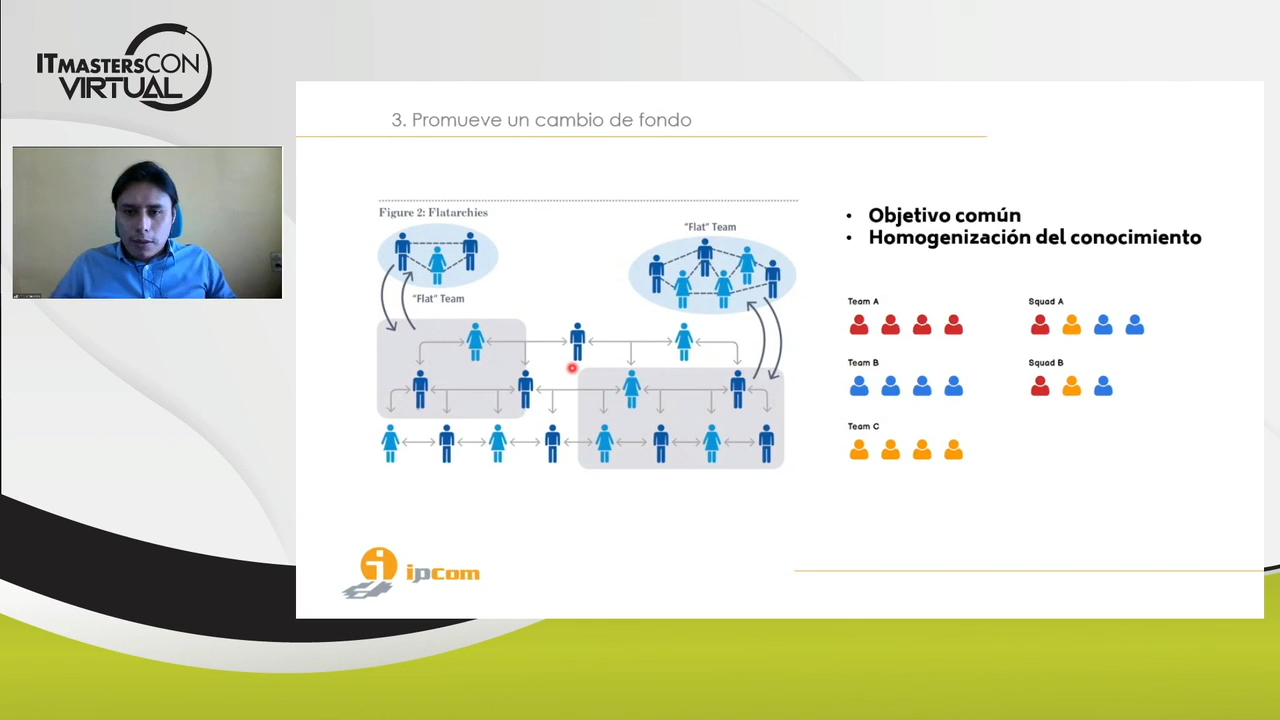 ITMASTERSCON
VIRTUAL
3. Promueve un cambio de fondo
Figure 2: Flatarchies
"Flat" Team
"Flat" Team
• Objetivo común
• Homogenización del conocimiento
Team A
Squad A
Team B
Squad B
Team C
ipcom